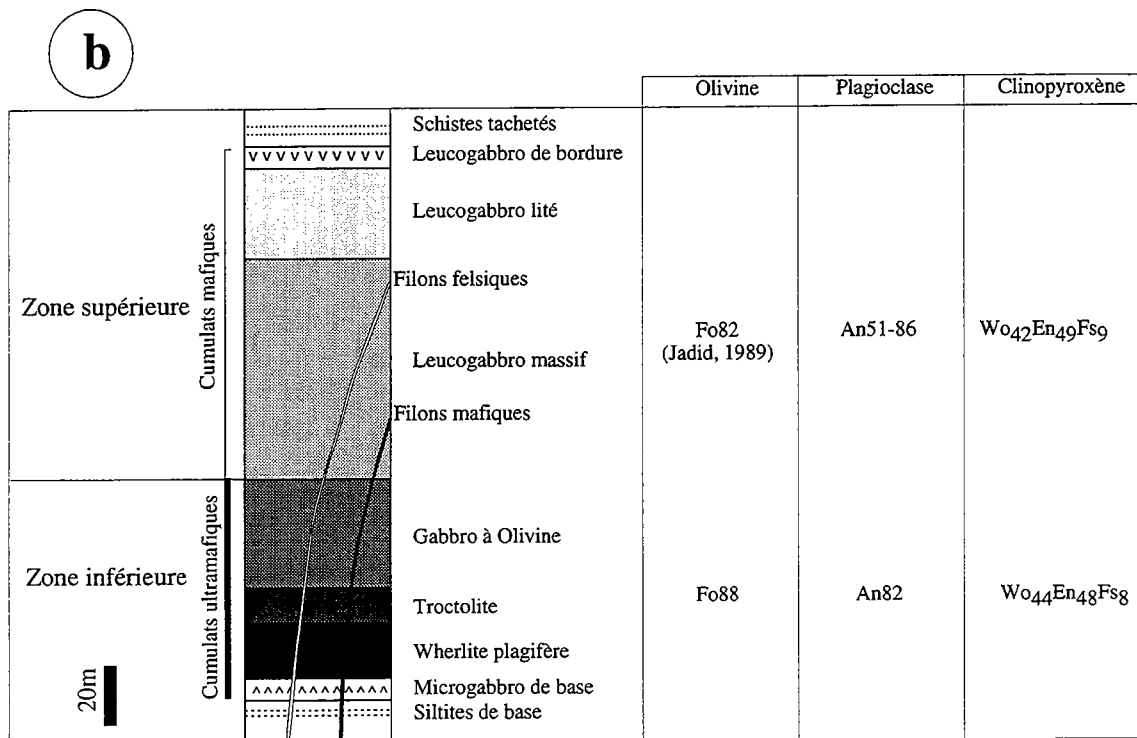 b
Olivine Plagioclase Clinopyroxène
Schistes tachetés
Leucogabbro de bordure
Leucogabbro lité
Filons felsiques
Zone supérieure
Cumulats mafiques
Fo82
(Jadid, 1989)
An51-86
Wo42En49Fs9
Leucogabbro massif
Filons mafiques
Gabbro à Olivine
Zone inférieure
Cumulats ultramafiques
Fo88
An82
Wo44En48Fs8
Troctolite
Wherlite plagifère
Microgabbro de base
Siltites de base
20m